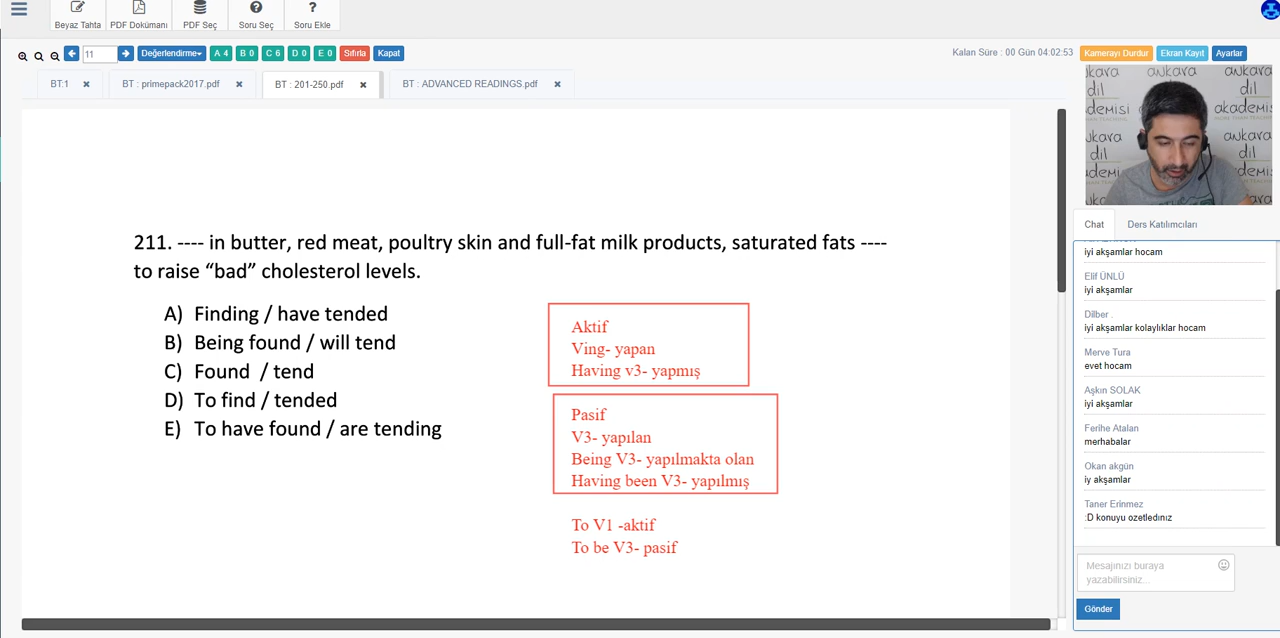 Beyaz Tahta
PDF Dokümanı
PDF Seç
Soru Seç
Soru Ekle
11
Değerlendirme
A 4
B 0
C 6
D 0
E 0
Sıfırla
Kapat
Kalan Süre : 00 Gün 04:02:53
Kamerayı Durdur
Ekran Kayıt
Ayarlar
BT:1
BT : primepack2017.pdf
BT : 201-250.pdf
BT : ADVANCED READINGS.pdf
211. ---- in butter, red meat, poultry skin and full-fat milk products, saturated fats ----
to raise “bad” cholesterol levels.
A) Finding / have tended
B) Being found / will tend
C) Found / tend
D) To find / tended
E) To have found / are tending
Aktif
Ving- yapan
Having v3- yapmış
Pasif
V3- yapılan
Being V3- yapılmakta olan
Having been V3- yapılmış
To V1 -aktif
To be V3- pasif
ankara
dil
akademisi
Chat
Ders Katılımcıları
iyi akşamlar hocam
Elif ÜNLÜ
iyi akşamlar
Dilber .
iyi akşamlar kolaylıklar hocam
Merve Tura
evet hocam
Aşkın SOLAK
iyi akşamlar
Ferihe Atalan
merhabalar
Okan akgün
iy akşamlar
Taner Erinmez
:D konuyu ozetledınız
Mesajınızı buraya
yazabilirsiniz...
Gönder